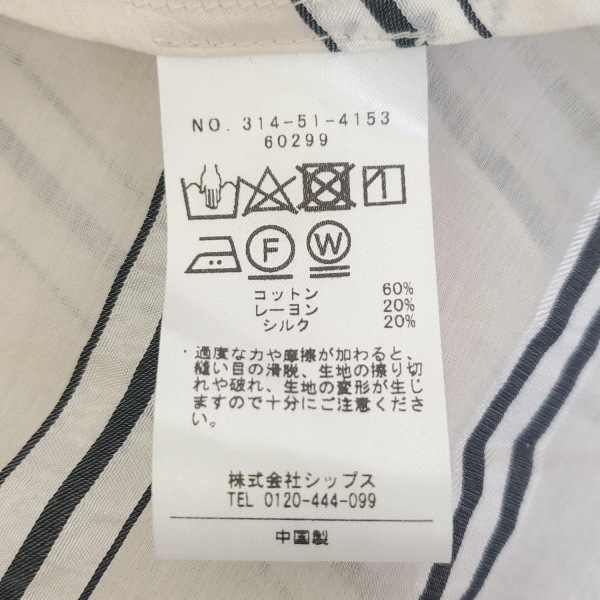 NO. 314-51-4153
60299
F W
コットン 60%
レーヨン 20%
シルク 20%
・過度な力や摩擦が加わると、
縫い目の滑脱、生地の擦り切
れや破れ、生地の変形が生じ
ますので十分にご注意くださ
い。
株式会社シップス
TEL 0120-444-099
中国製